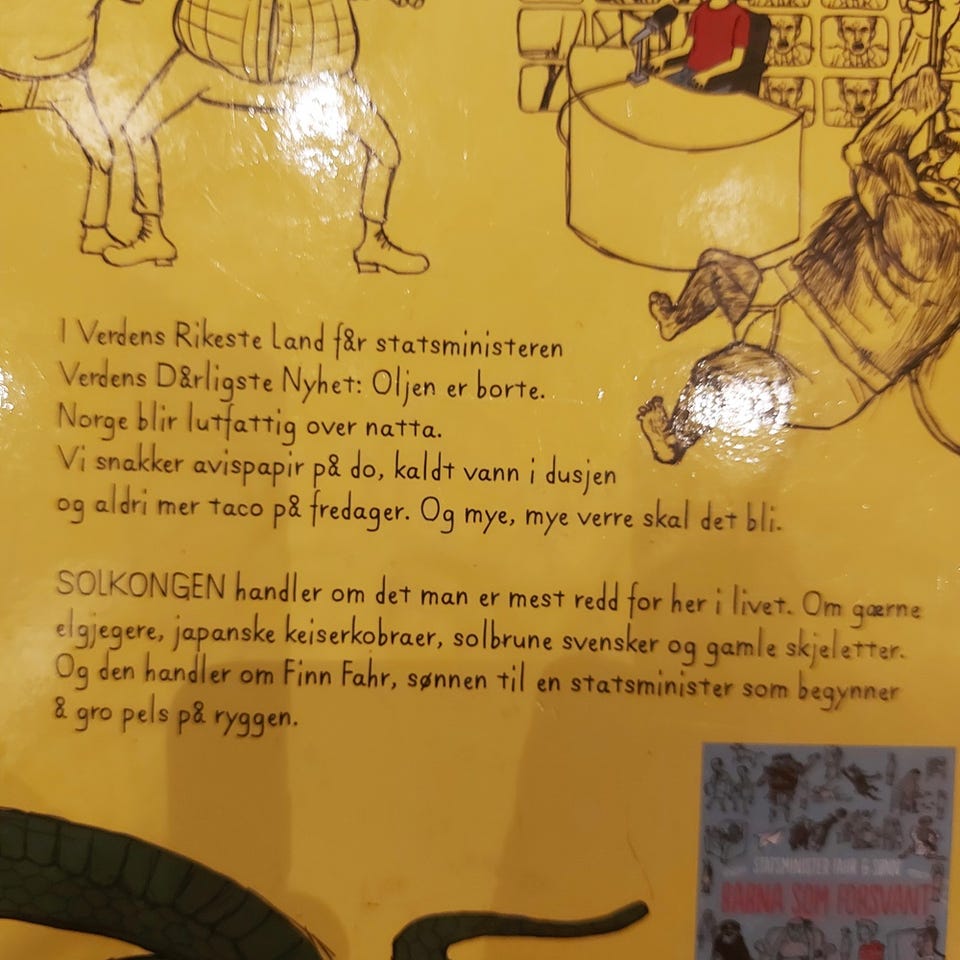 I Verdens Rikeste Land får statsministeren
Verdens Dårligste Nyhet: Oljen er borte.
Norge blir lutfattig over natta.
Vi snakker avispapir på do, kaldt vann i dusjen
og aldri mer taco på fredager. Og mye, mye verre skal det bli.
SOLKONGEN handler om det man er mest redd for her i livet. Om gærne
elgjegere, japanske keiserkobraer, solbrune svensker og gamle skjeletter.
Og den handler om Finn Fahr, sønnen til en statsminister som begynner
å gro pels på ryggen.
STATSMINISTER FAHR & SØNN
BARNA SOM FORSVANT